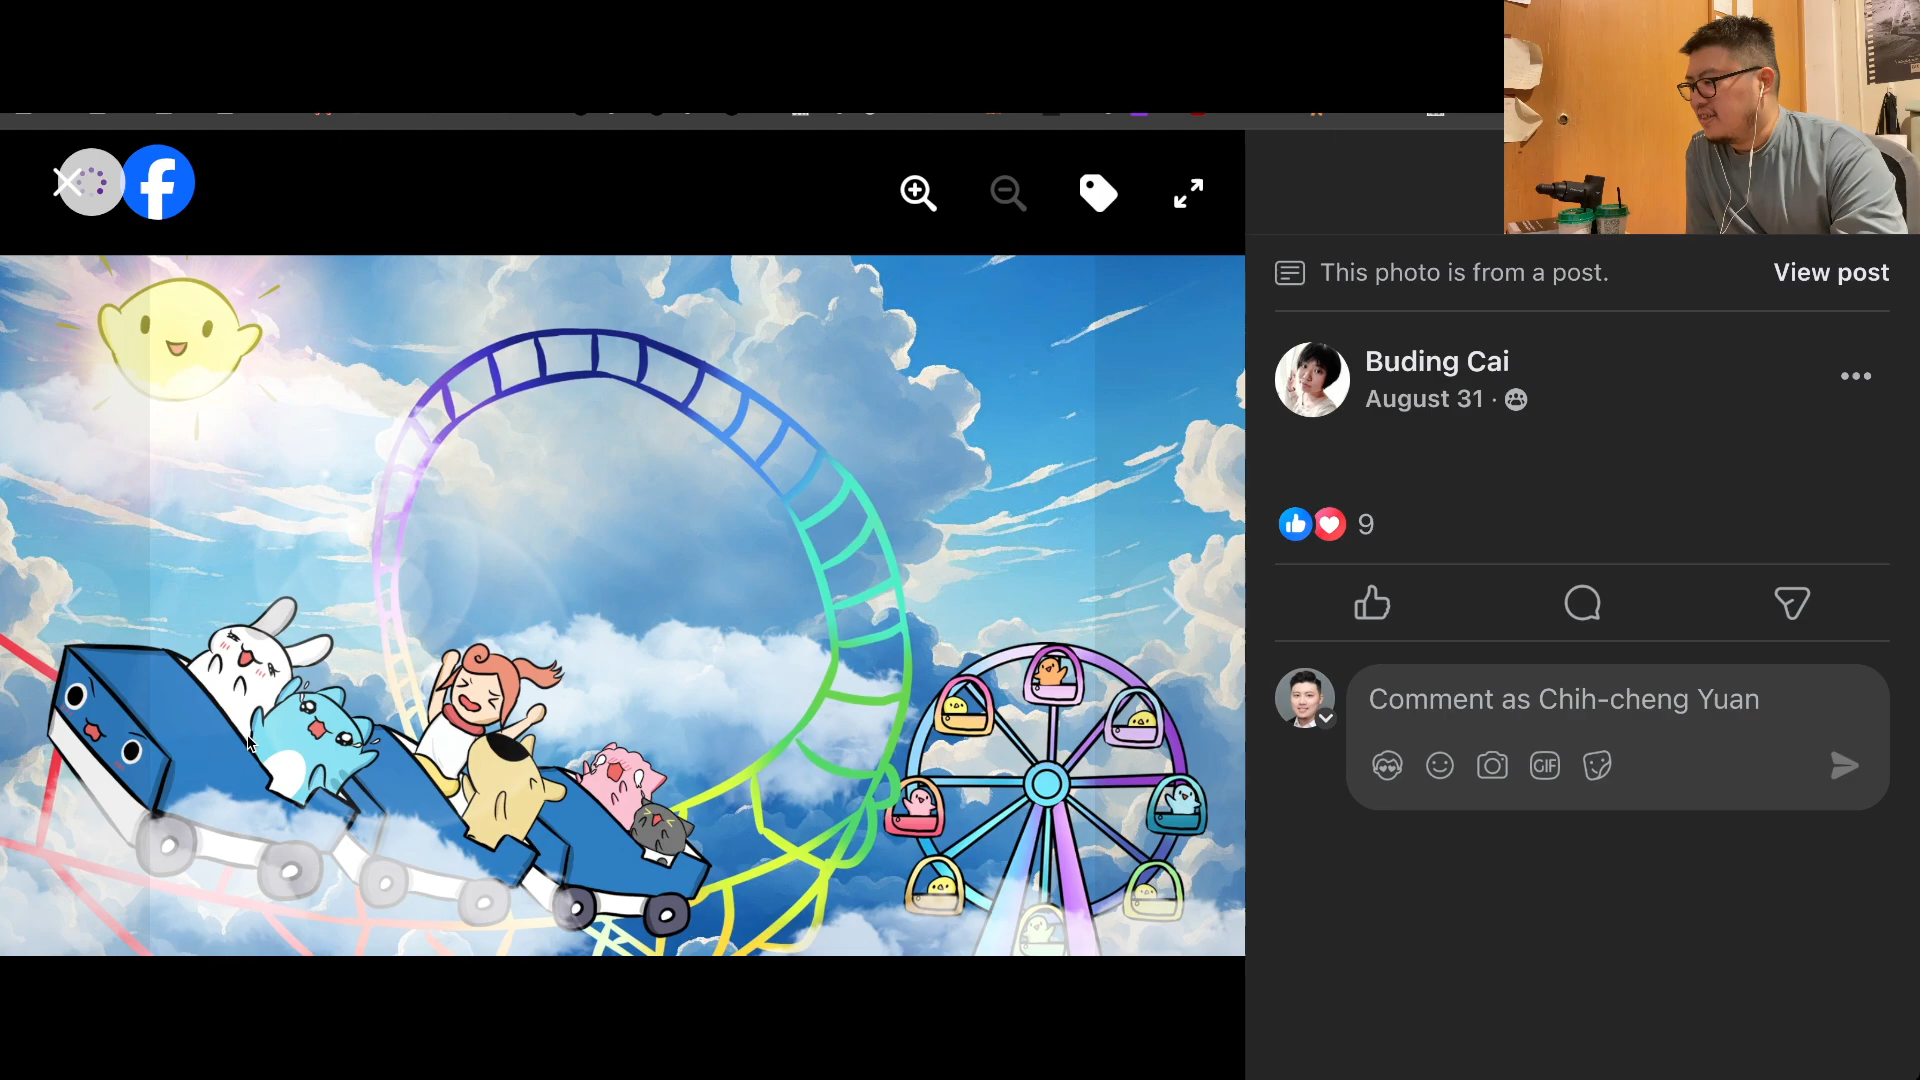 This photo is from a post.
View post
Buding Cai
August 31 ·
9
Comment as Chih-cheng Yuan
GIF